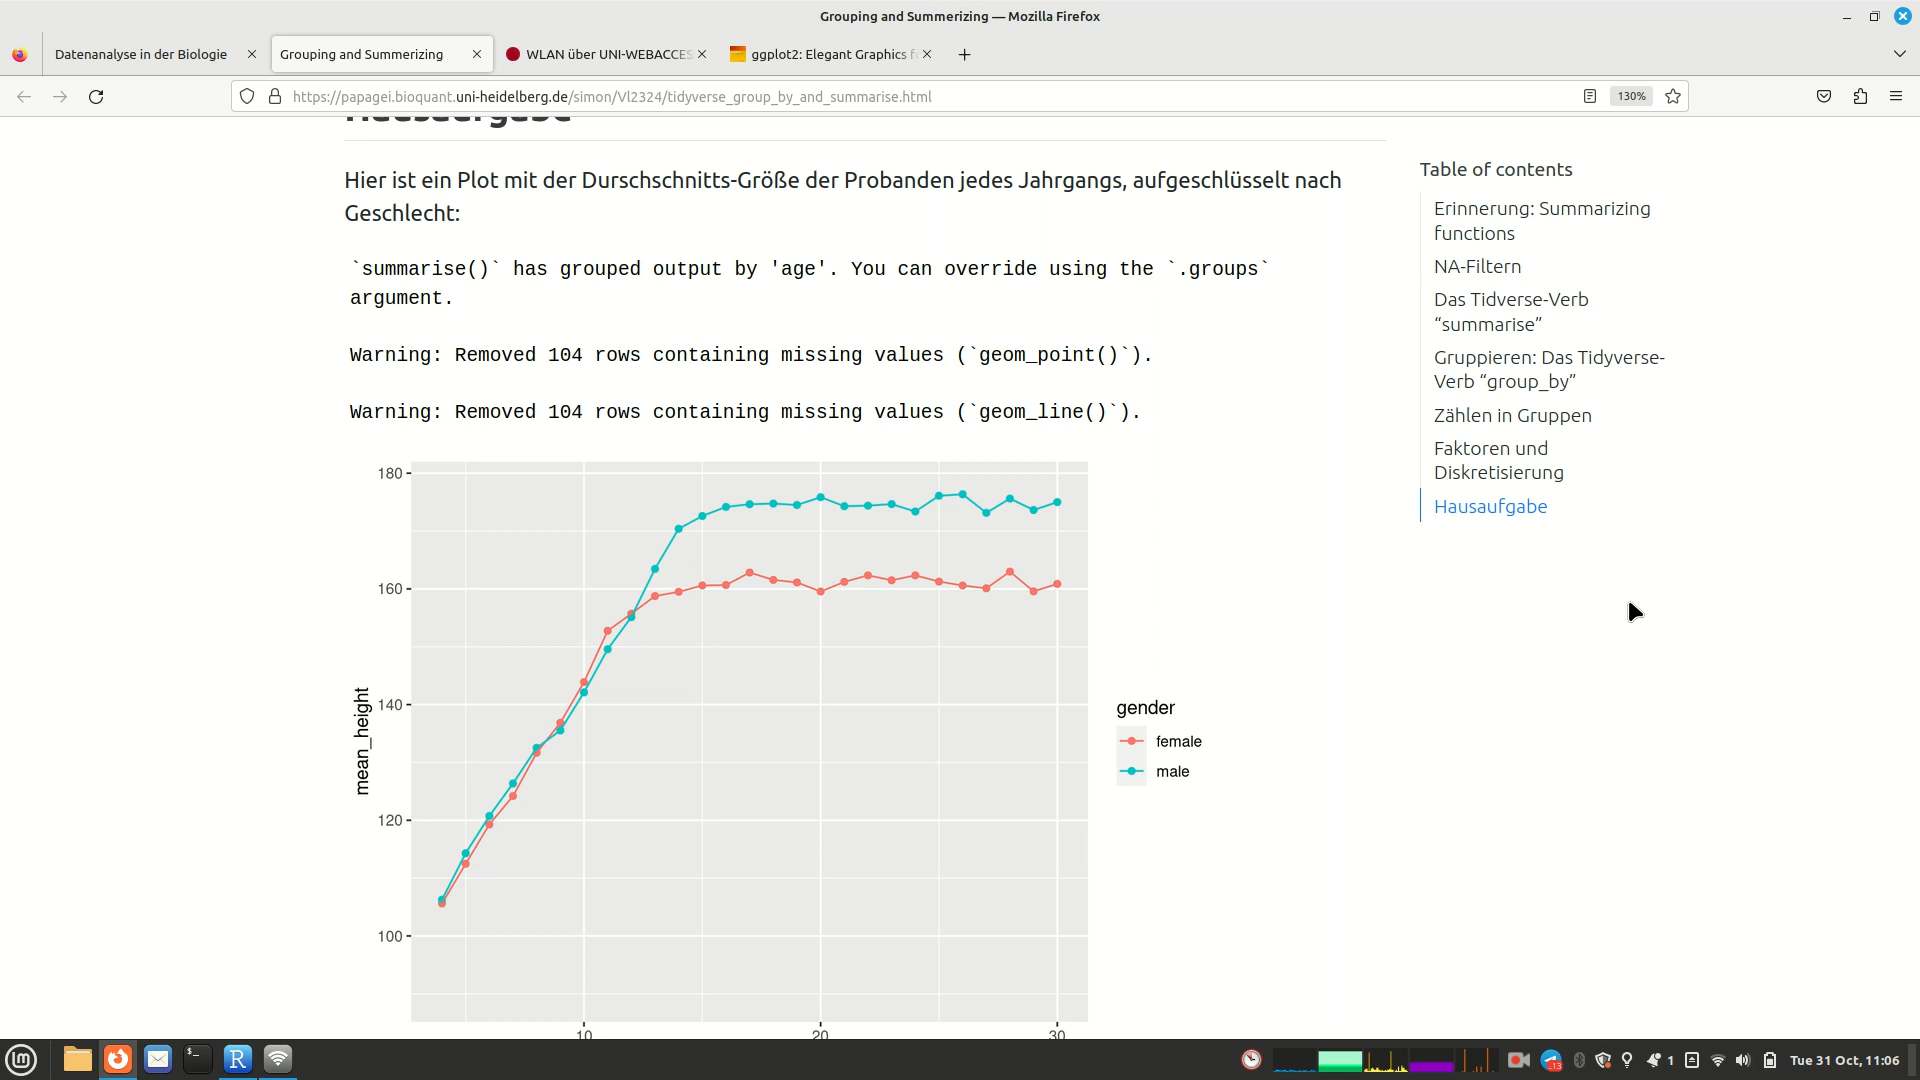 Grouping and Summerizing — Mozilla Firefox
Datenanalyse in der Biologie
Grouping and Summerizing
WLAN über UNI-WEBACCES
ggplot2: Elegant Graphics f
https://papagei.bioquant.uni-heidelberg.de/simon/Vl2324/tidyverse_group_by_and_summarise.html
130%
Hausaufgabe
Hier ist ein Plot mit der Durschschnitts-Größe der Probanden jedes Jahrgangs, aufgeschlüsselt nach
Geschlecht:
`summarise()` has grouped output by 'age'. You can override using the `.groups`
argument.
Warning: Removed 104 rows containing missing values (`geom_point()`).
Warning: Removed 104 rows containing missing values (`geom_line()`).
180
160
140
120
100
mean_height
10 20 30
gender
female
male
Table of contents
Erinnerung: Summarizing
functions
NA-Filtern
Das Tidverse-Verb
“summarise”
Gruppieren: Das Tidyverse-
Verb “group_by”
Zählen in Gruppen
Faktoren und
Diskretisierung
Hausaufgabe
13
1
Tue 31 Oct, 11:06